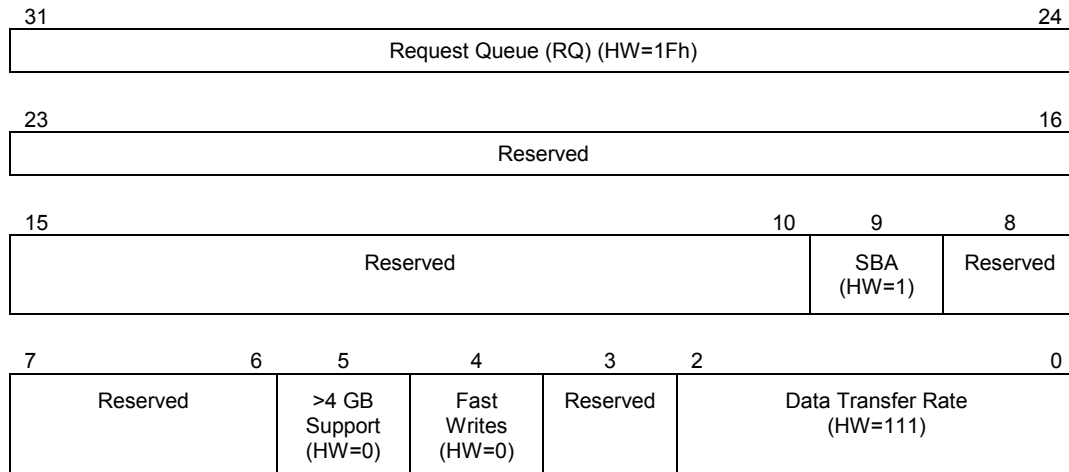 31 24
Request Queue (RQ) (HW=1Fh)
23 16
Reserved
15 10 9 8
Reserved SBA Reserved
(HW=1)
7 6 5 4 3 2 0
Reserved >4 GB Fast Reserved Data Transfer Rate
Support Writes (HW=111)
(HW=0) (HW=0)